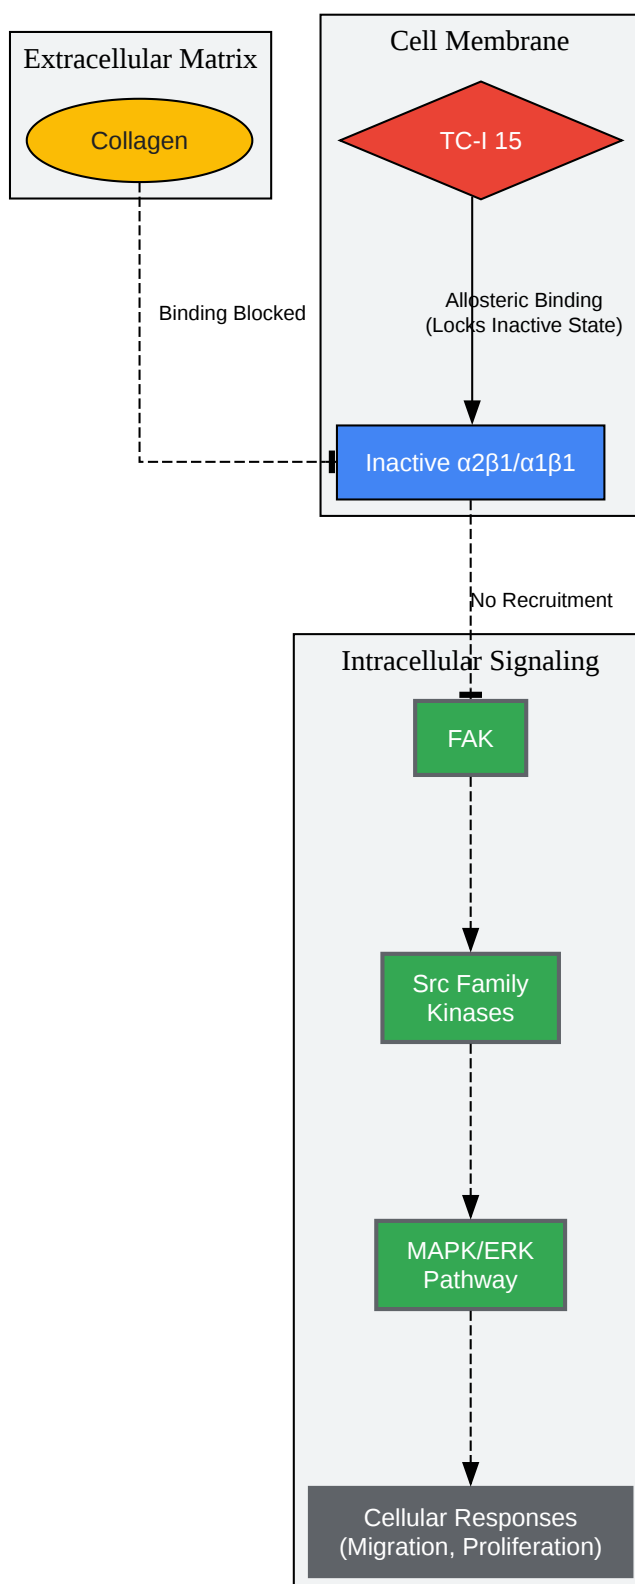 Extracellular Matrix
Collagen
Cell Membrane
TC-I 15
Binding Blocked
Allosteric Binding
(Locks Inactive State)
Inactive α2β1/α1β1
No Recruitment
Intracellular Signaling
FAK
Src Family
Kinases
MAPK/ERK
Pathway
Cellular Responses
(Migration, Proliferation)